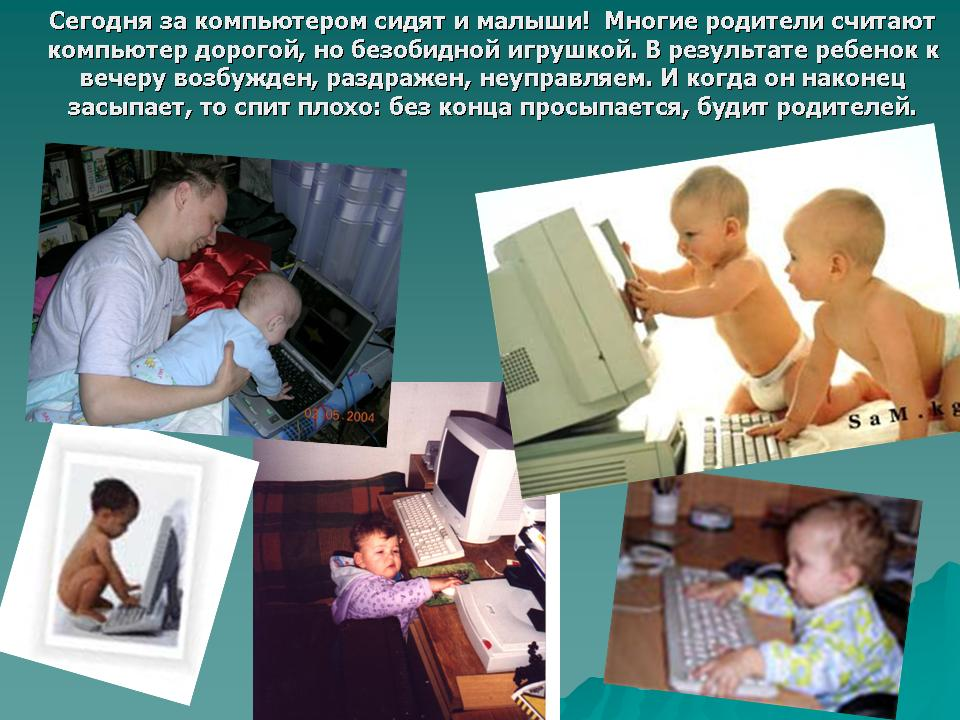 Сегодня за компьютером сидят и малыши!  Многие родители считают
компьютер дорогой, но безобидной игрушкой. В результате ребенок к
вечеру возбужден, раздражен, неуправляем. И когда он наконец
засыпает, то спит плохо: без конца просыпается, будит родителей.
03 05 2004
SaM.kg